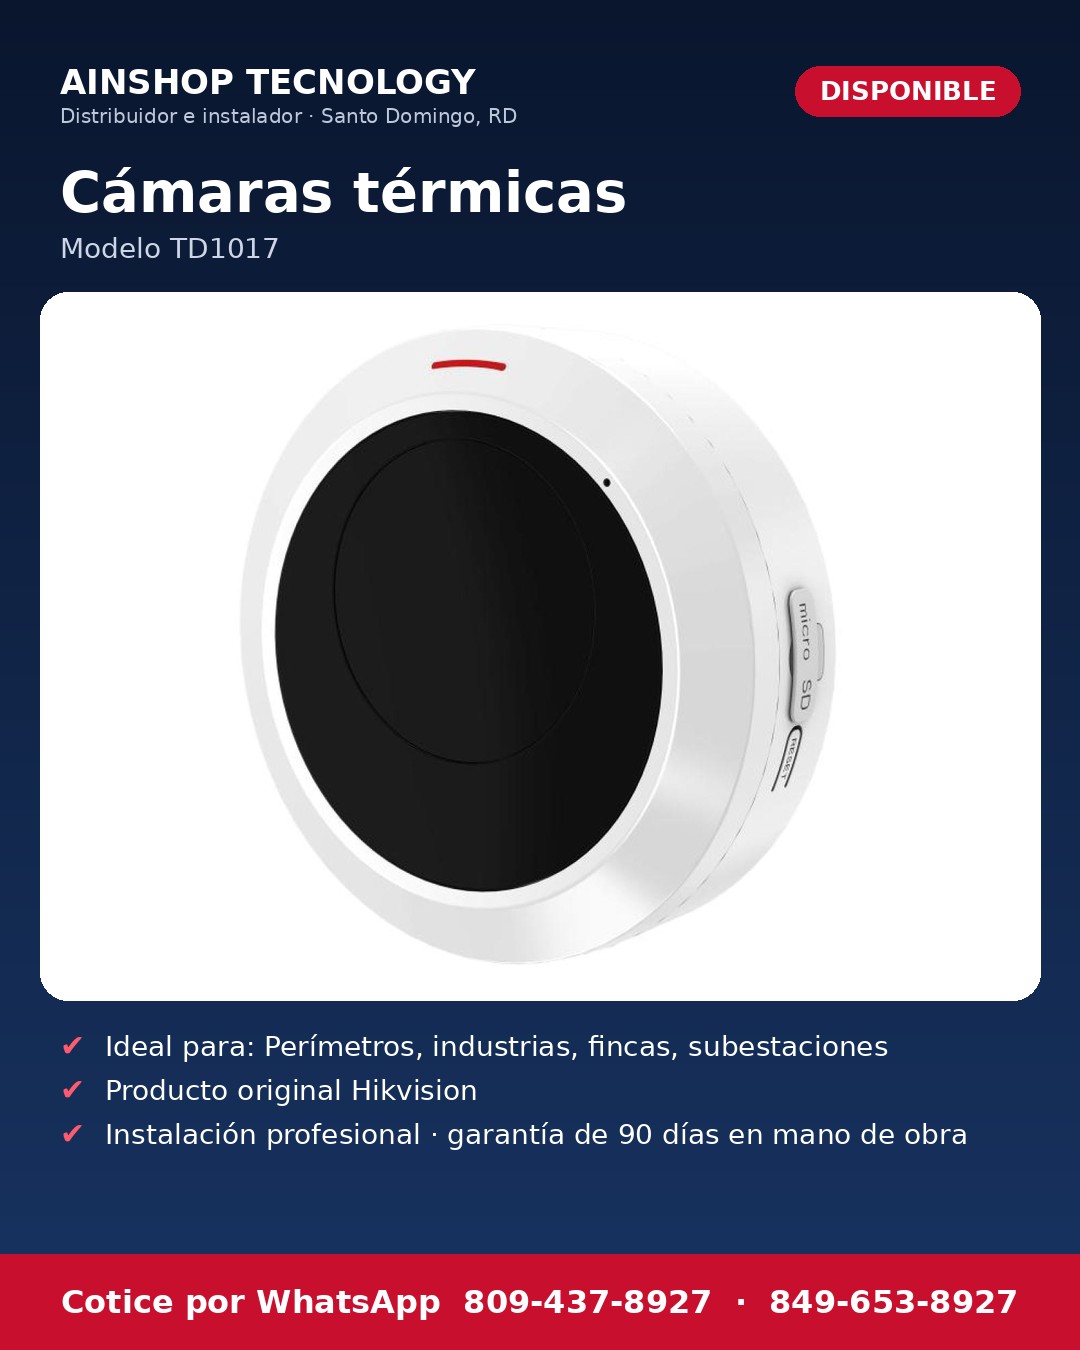 AINSHOP TECNOLOGY
DISPONIBLE
Distribuidor e instalador · Santo Domingo, RD
Cámaras térmicas
Modelo TD1017
micro SD
RESET
✔ Ideal para: Perímetros, industrias, fincas, subestaciones
✔ Producto original Hikvision
✔ Instalación profesional · garantía de 90 días en mano de obra
Cotice por WhatsApp 809-437-8927 · 849-653-8927